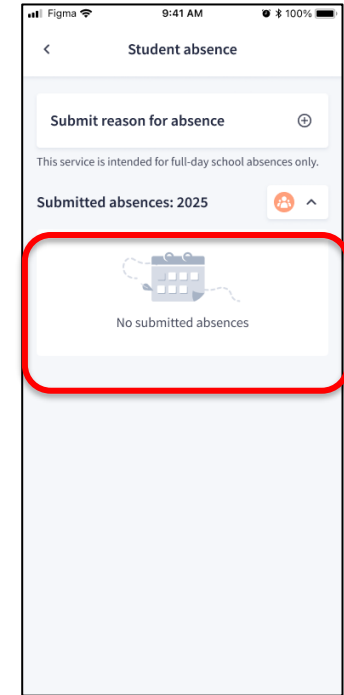 Figma 9:41 AM 100%
Student absence
Submit reason for absence
This service is intended for full-day school absences only.
Submitted absences: 2025
No submitted absences